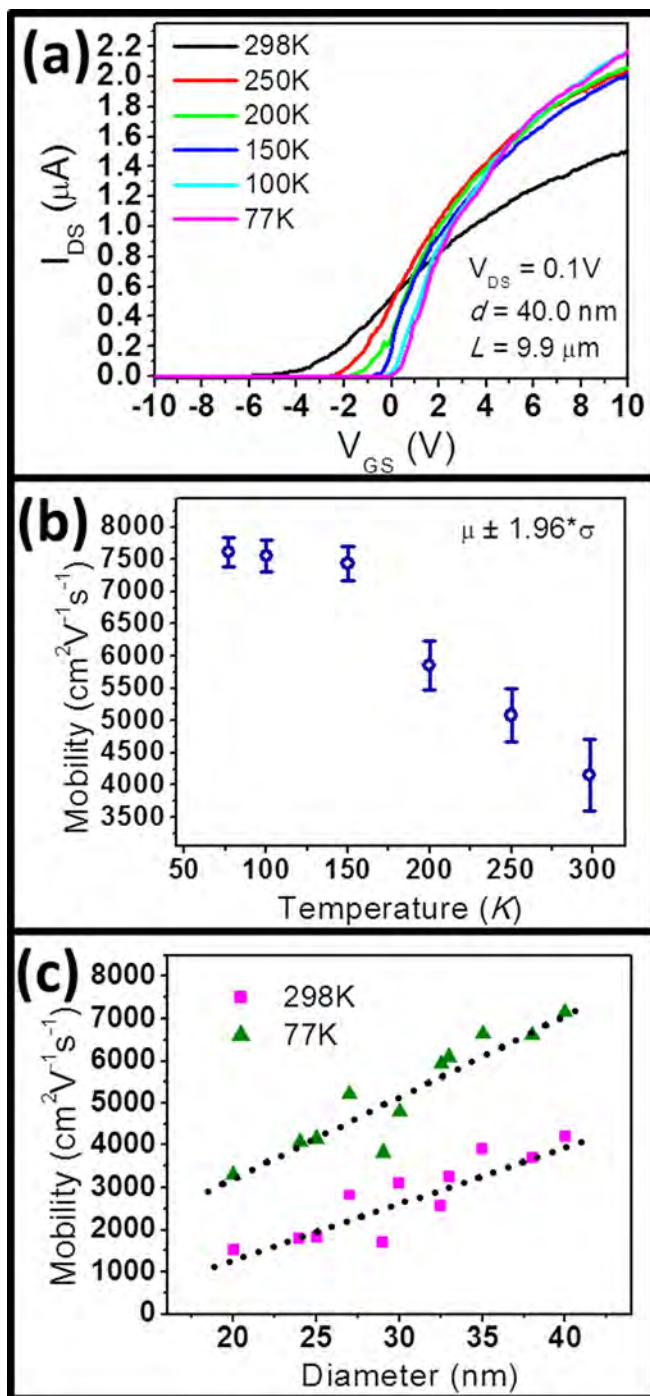 (a)
2.2
2.0
1.8
1.6
1.4
1.2
1.0
0.8
0.6
0.4
0.2
0.0
I_DS (μA)
298K
250K
200K
150K
100K
77K
V_DS = 0.1V
d = 40.0 nm
L = 9.9 μm
-10 -8 -6 -4 -2 0 2 4 6 8 10
V_GS (V)
(b)
8000
7500
7000
6500
6000
5500
5000
4500
4000
3500
Mobility (cm²V⁻¹s⁻¹)
μ ± 1.96*σ
50 100 150 200 250 300
Temperature (K)
(c)
8000
7000
6000
5000
4000
3000
2000
1000
0
Mobility (cm²V⁻¹s⁻¹)
298K
77K
20 25 30 35 40
Diameter (nm)